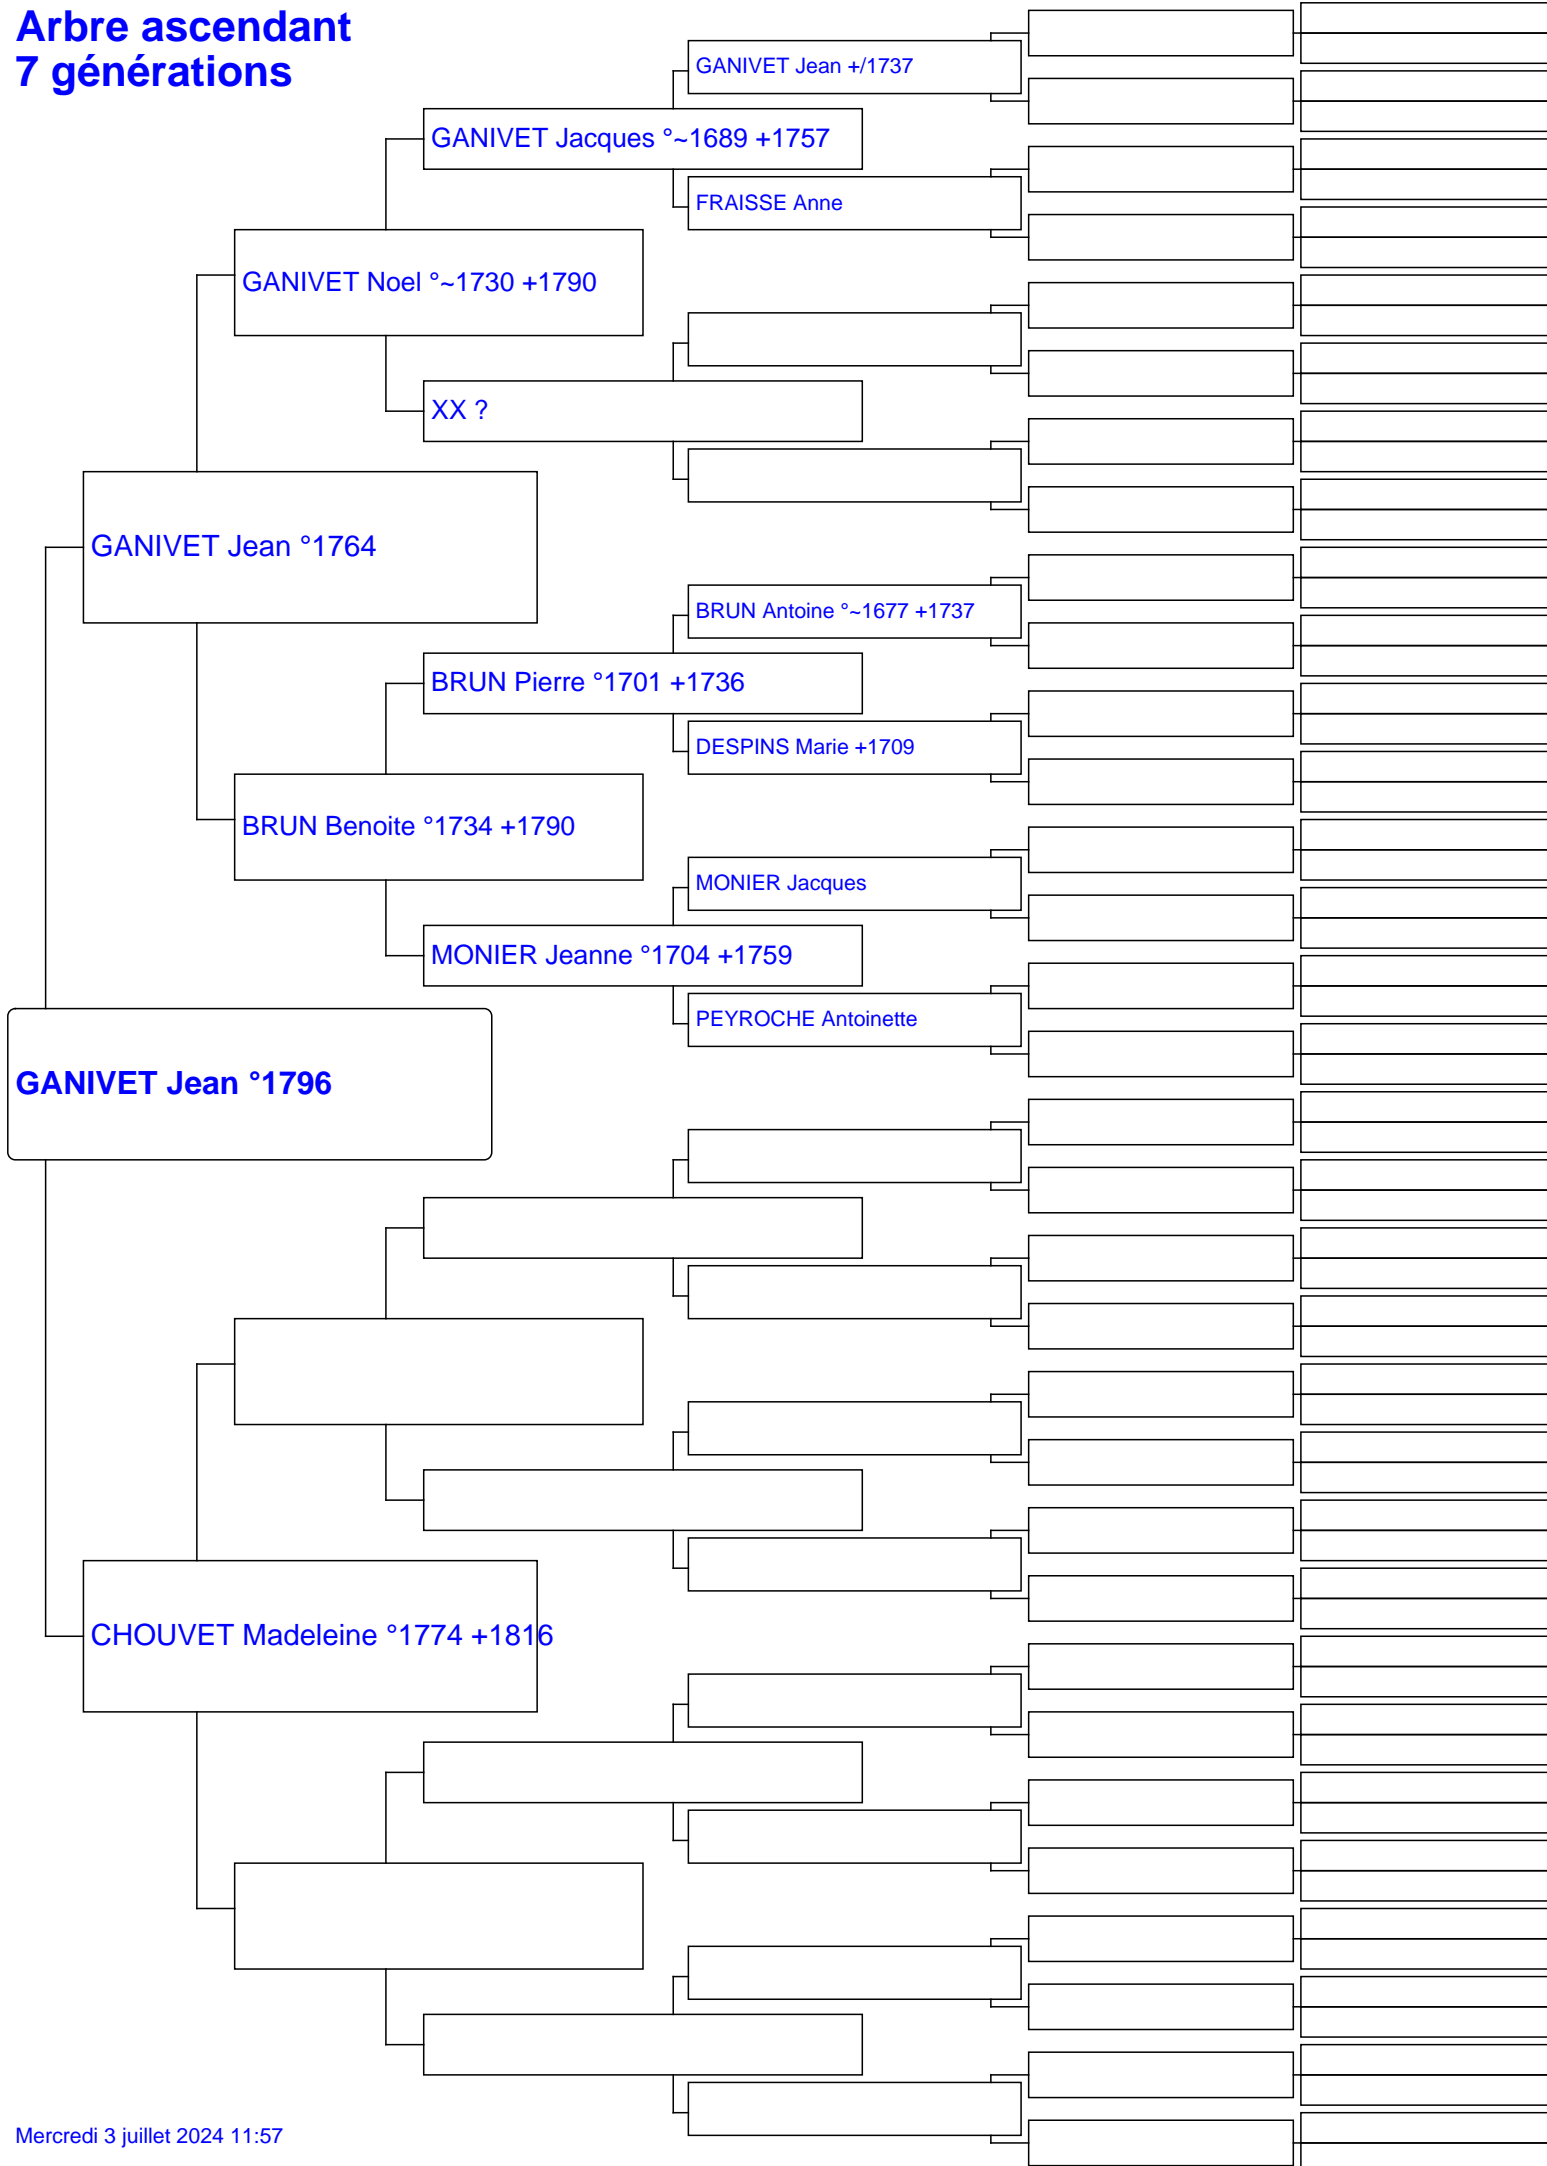 Arbre ascendant
7 générations
GANIVET Jean +/1737
GANIVET Jacques °~1689 +1757
FRAISSE Anne
GANIVET Noel °~1730 +1790
XX ?
GANIVET Jean °1764
BRUN Antoine °~1677 +1737
BRUN Pierre °1701 +1736
DESPINS Marie +1709
BRUN Benoite °1734 +1790
MONIER Jacques
MONIER Jeanne °1704 +1759
PEYROCHE Antoinette
GANIVET Jean °1796
CHOUVET Madeleine °1774 +1816
Mercredi 3 juillet 2024 11:57